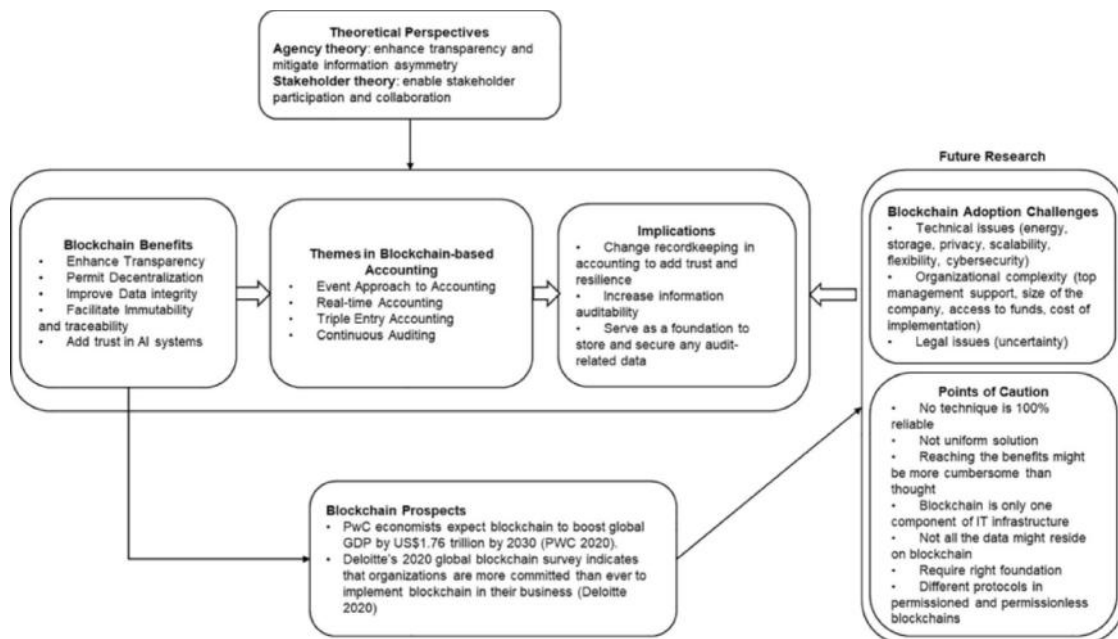 Theoretical Perspectives
Agency theory: enhance transparency and
mitigate information asymmetry
Stakeholder theory: enable stakeholder
participation and collaboration
Blockchain Benefits
• Enhance Transparency
• Permit Decentralization
• Improve Data integrity
• Facilitate Immutability
and traceability
• Add trust in AI systems
Themes in Blockchain-based
Accounting
• Event Approach to Accounting
• Real-time Accounting
• Triple Entry Accounting
• Continuous Auditing
Implications
• Change recordkeeping in
accounting to add trust and
resilience
• Increase information
auditability
• Serve as a foundation to
store and secure any audit-
related data
Future Research
Blockchain Adoption Challenges
• Technical issues (energy,
storage, privacy, scalability,
flexibility, cybersecurity)
• Organizational complexity (top
management support, size of the
company, access to funds, cost of
implementation)
• Legal issues (uncertainty)
Points of Caution
• No technique is 100%
reliable
• Not uniform solution
• Reaching the benefits might
be more cumbersome than
thought
• Blockchain is only one
component of IT infrastructure
• Not all the data might reside
on blockchain
• Require right foundation
• Different protocols in
permissioned and permissionless
blockchains
Blockchain Prospects
• PwC economists expect blockchain to boost global
GDP by US$1.76 trillion by 2030 (PWC 2020).
• Deloitte's 2020 global blockchain survey indicates
that organizations are more committed than ever to
implement blockchain in their business (Deloitte
2020)